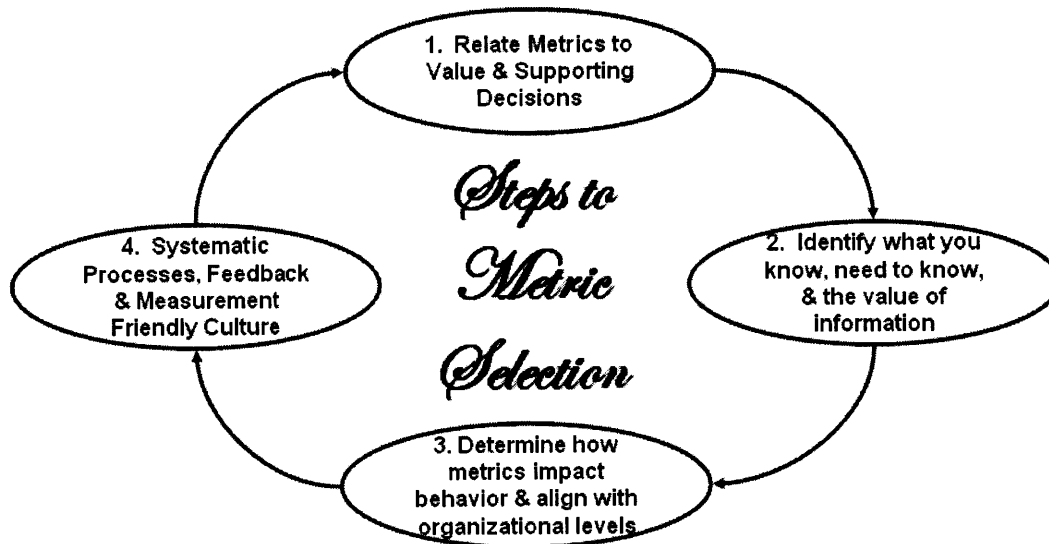 1. Relate Metrics to
Value & Supporting
Decisions
Steps to
Metric
Selection
2. Identify what you
know, need to know,
& the value of
information
3. Determine how
metrics impact
behavior & align with
organizational levels
4. Systematic
Processes, Feedback
& Measurement
Friendly Culture